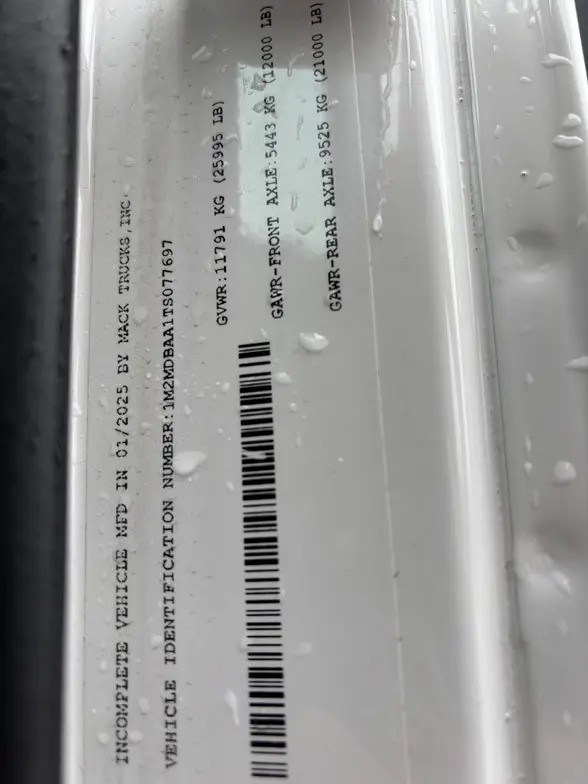 INCOMPLETE VEHICLE MFD IN 01/2025 BY MACK TRUCKS, INC.
VEHICLE IDENTIFICATION NUMBER:1M2MDBAA1TS077697
GVWR:11791 KG (25995 LB)
GAWR-FRONT AXLE:5443 KG (12000 LB)
GAWR-REAR AXLE:9525 KG (21000 LB)